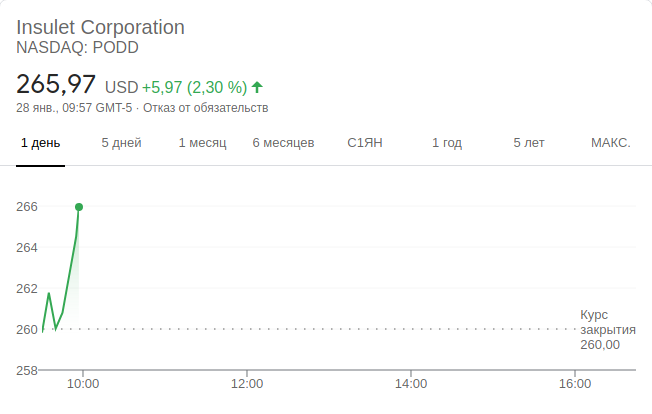 Insulet Corporation
NASDAQ: PODD
265,97 USD +5,97 (2,30 %)
28 янв., 09:57 GMT-5 · Отказ от обязательств
1 день 5 дней 1 месяц 6 месяцев С1ЯН 1 год 5 лет МАКС.
266
264
262
260
258
Курс
закрытия
260,00
10:00 12:00 14:00 16:00